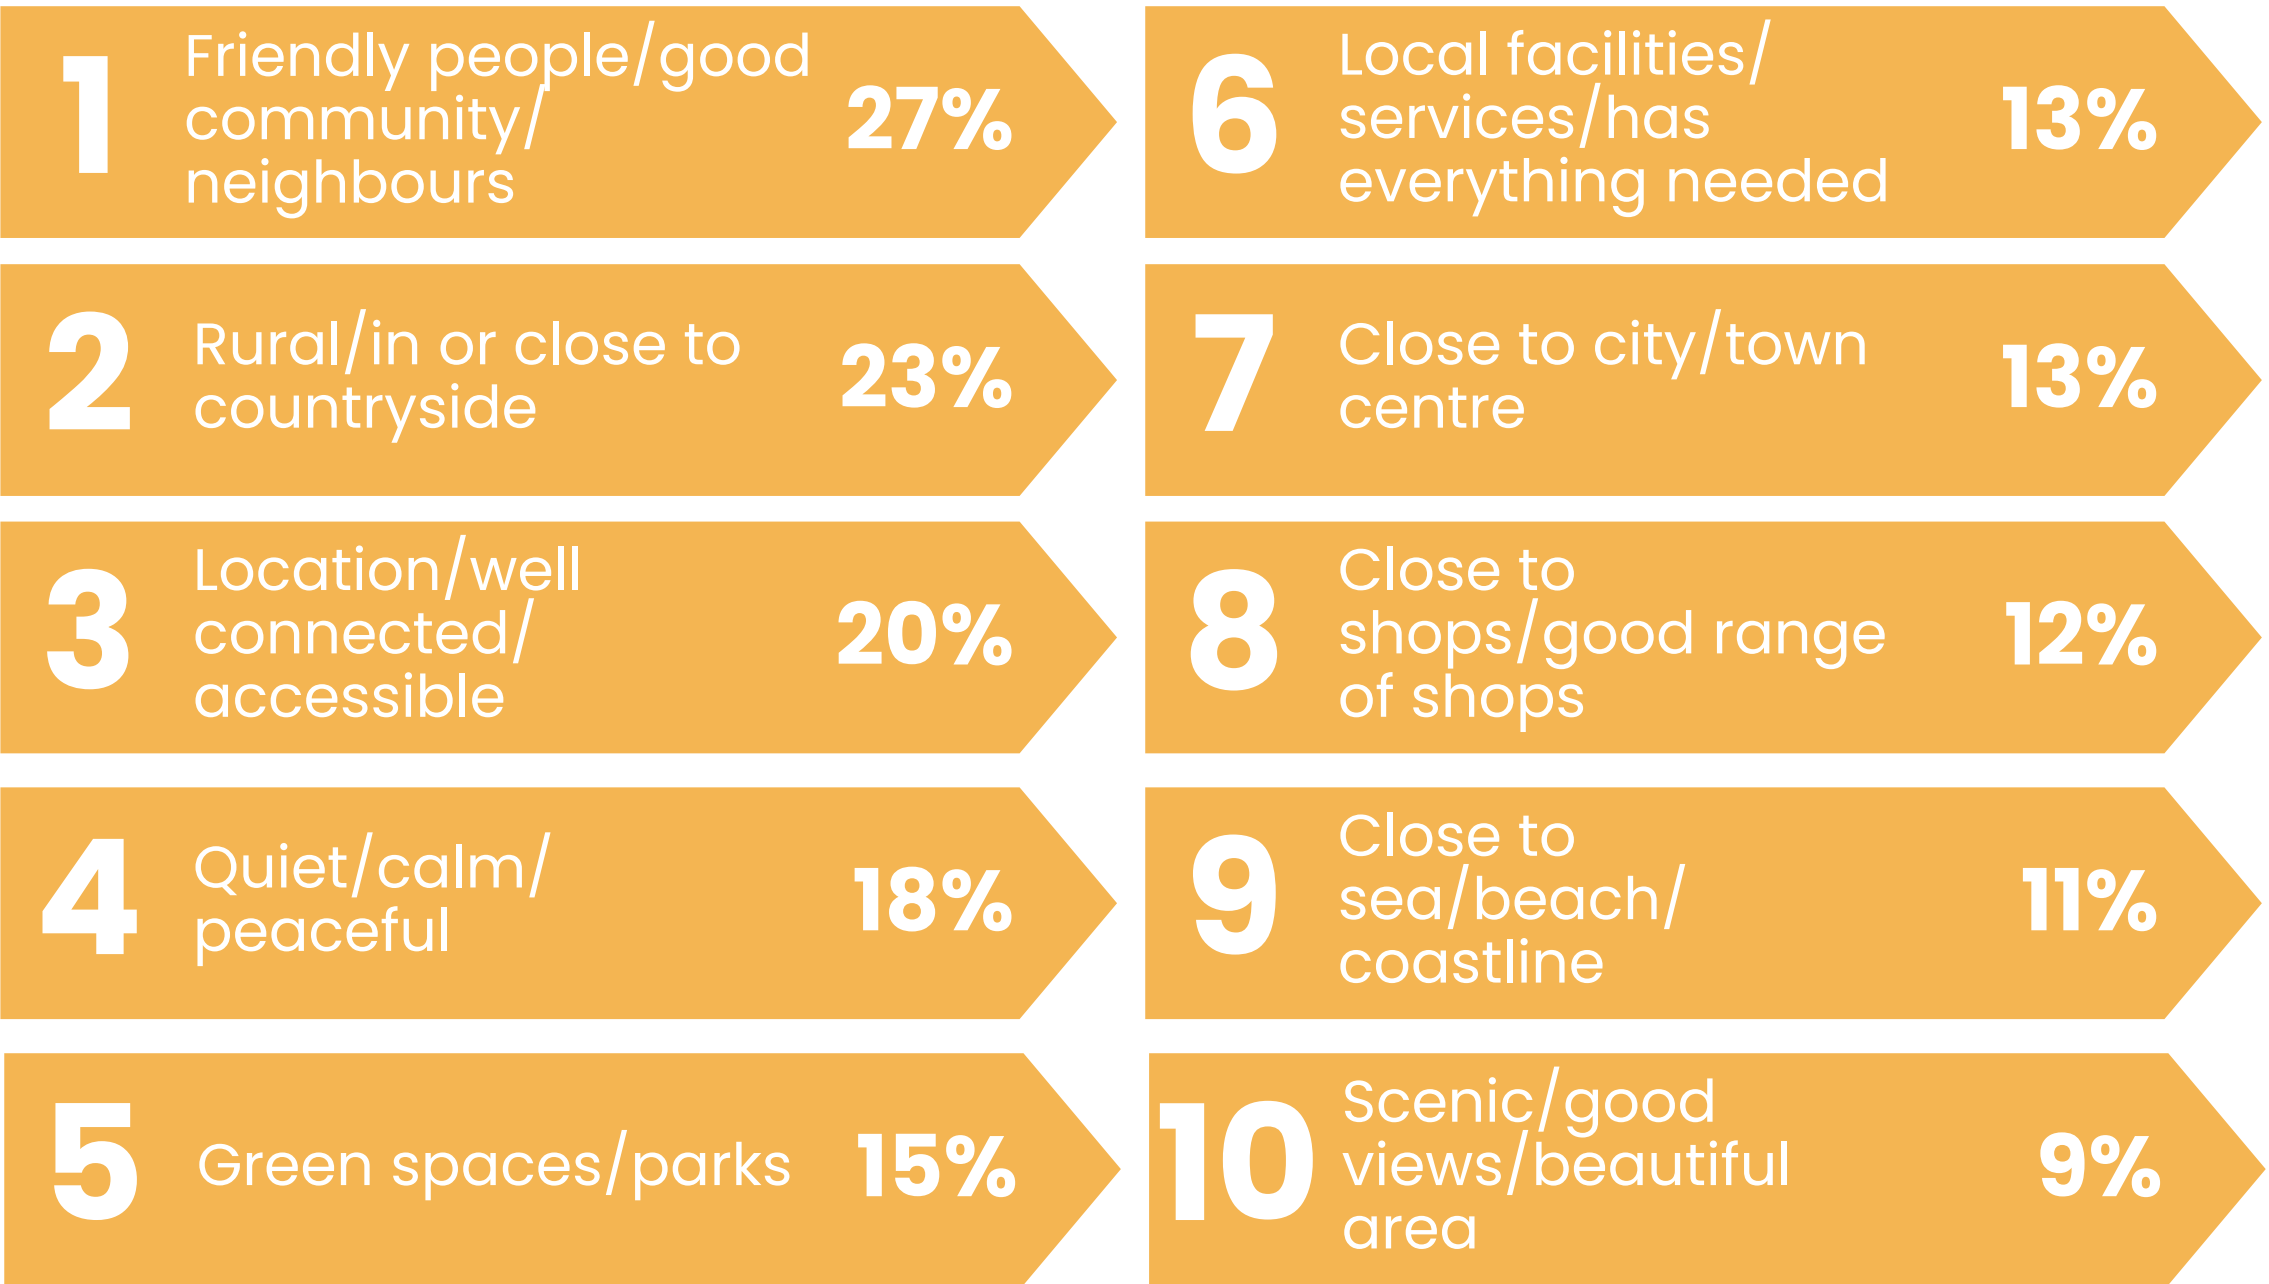 1
Friendly people/good
community/
neighbours
27%
2
Rural/in or close to
countryside
23%
3
Location/well
connected/
accessible
20%
4
Quiet/calm/
peaceful
18%
5
Green spaces/parks
15%
6
Local facilities/
services/has
everything needed
13%
7
Close to city/town
centre
13%
8
Close to
shops/good range
of shops
12%
9
Close to
sea/beach/
coastline
11%
10
Scenic/good
views/beautiful
area
9%